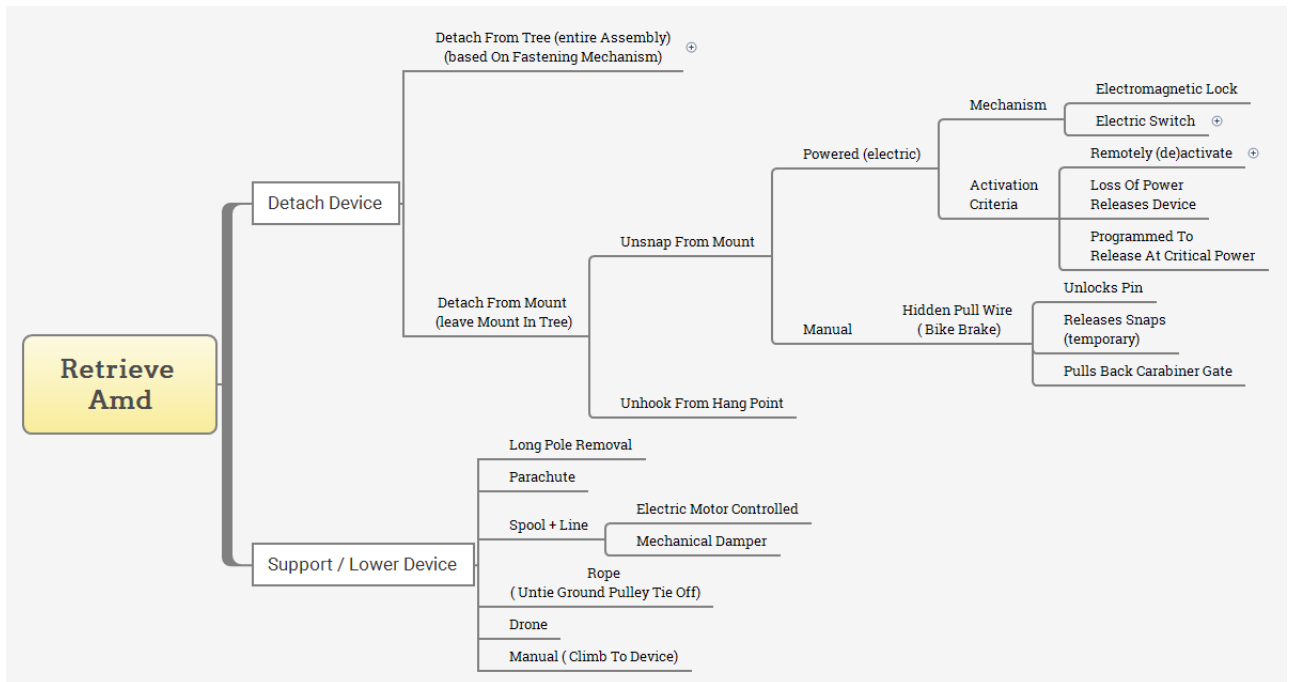 Detach From Tree (entire Assembly)
(based On Fastening Mechanism)
Electromagnetic Lock
Mechanism
Electric Switch
Powered (electric)
Remotely (de)activate
Activation
Criteria
Loss Of Power
Releases Device
Programmed To
Release At Critical Power
Detach Device
Unsnap From Mount
Detach From Mount
(leave Mount In Tree)
Manual
Hidden Pull Wire
( Bike Brake)
Unlocks Pin
Releases Snaps
(temporary)
Pulls Back Carabiner Gate
Unhook From Hang Point
Retrieve
Amd
Long Pole Removal
Parachute
Spool + Line
Electric Motor Controlled
Mechanical Damper
Support / Lower Device
Rope
( Untie Ground Pulley Tie Off)
Drone
Manual ( Climb To Device)